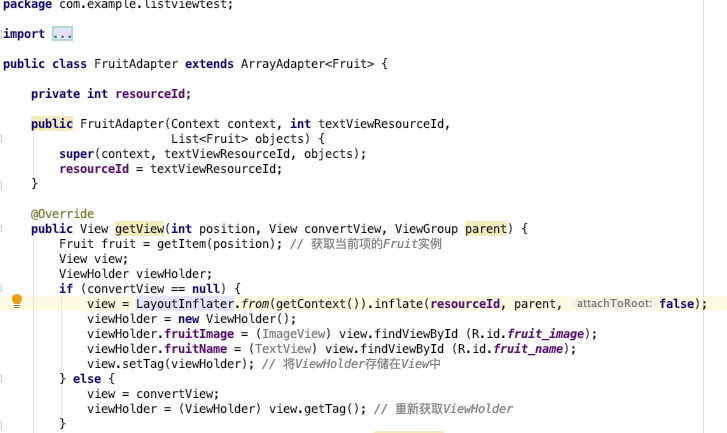 package com.example.listviewtest;
import ...
public class FruitAdapter extends ArrayAdapter<Fruit> {
private int resourceId;
public FruitAdapter(Context context, int textViewResourceId,
List<Fruit> objects) {
super(context, textViewResourceId, objects);
resourceId = textViewResourceId;
}
@Override
public View getView(int position, View convertView, ViewGroup parent) {
Fruit fruit = getItem(position); // 获取当前项的Fruit实例
View view;
ViewHolder viewHolder;
if (convertView == null) {
view = LayoutInflater.from(getContext()).inflate(resourceId, parent, attachToRoot: false);
viewHolder = new ViewHolder();
viewHolder.fruitImage = (ImageView) view.findViewById (R.id.fruit_image);
viewHolder.fruitName = (TextView) view.findViewById (R.id.fruit_name);
view.setTag(viewHolder); // 将ViewHolder存储在View中
} else {
view = convertView;
viewHolder = (ViewHolder) view.getTag(); // 重新获取ViewHolder
}